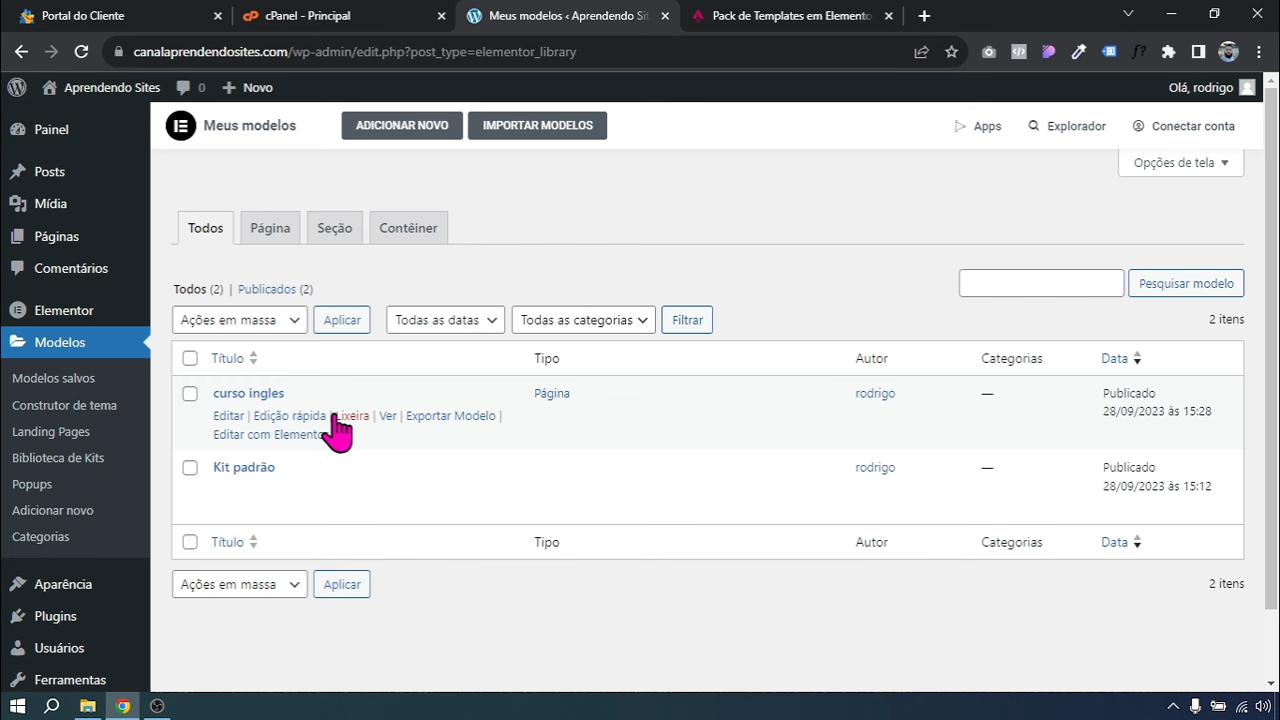 Portal do Cliente
cPanel - Principal
Meus modelos ‹ Aprendendo Sit
Pack de Templates em Elemento
canalaprendendosites.com/wp-admin/edit.php?post_type=elementor_library
Aprendendo Sites 0 Novo
Olá, rodrigo
Painel
Posts
Mídia
Páginas
Comentários
Elementor
Modelos
Modelos salvos
Construtor de tema
Landing Pages
Biblioteca de Kits
Popups
Adicionar novo
Categorias
Aparência
Plugins
Usuários
Ferramentas
Meus modelos
ADICIONAR NOVO
IMPORTAR MODELOS
Apps
Explorador
Conectar conta
Opções de tela
Todos Página Seção Contêiner
Todos (2) | Publicados (2)
Pesquisar modelo
Ações em massa Aplicar Todas as datas Todas as categorias Filtrar
2 itens
Título Tipo Autor Categorias Data
curso ingles Página rodrigo — Publicado
28/09/2023 às 15:28
Editar | Edição rápida | Lixeira | Ver | Exportar Modelo |
Editar com Elemento
Kit padrão rodrigo — Publicado
28/09/2023 às 15:12
Título Tipo Autor Categorias Data
Ações em massa Aplicar
2 itens